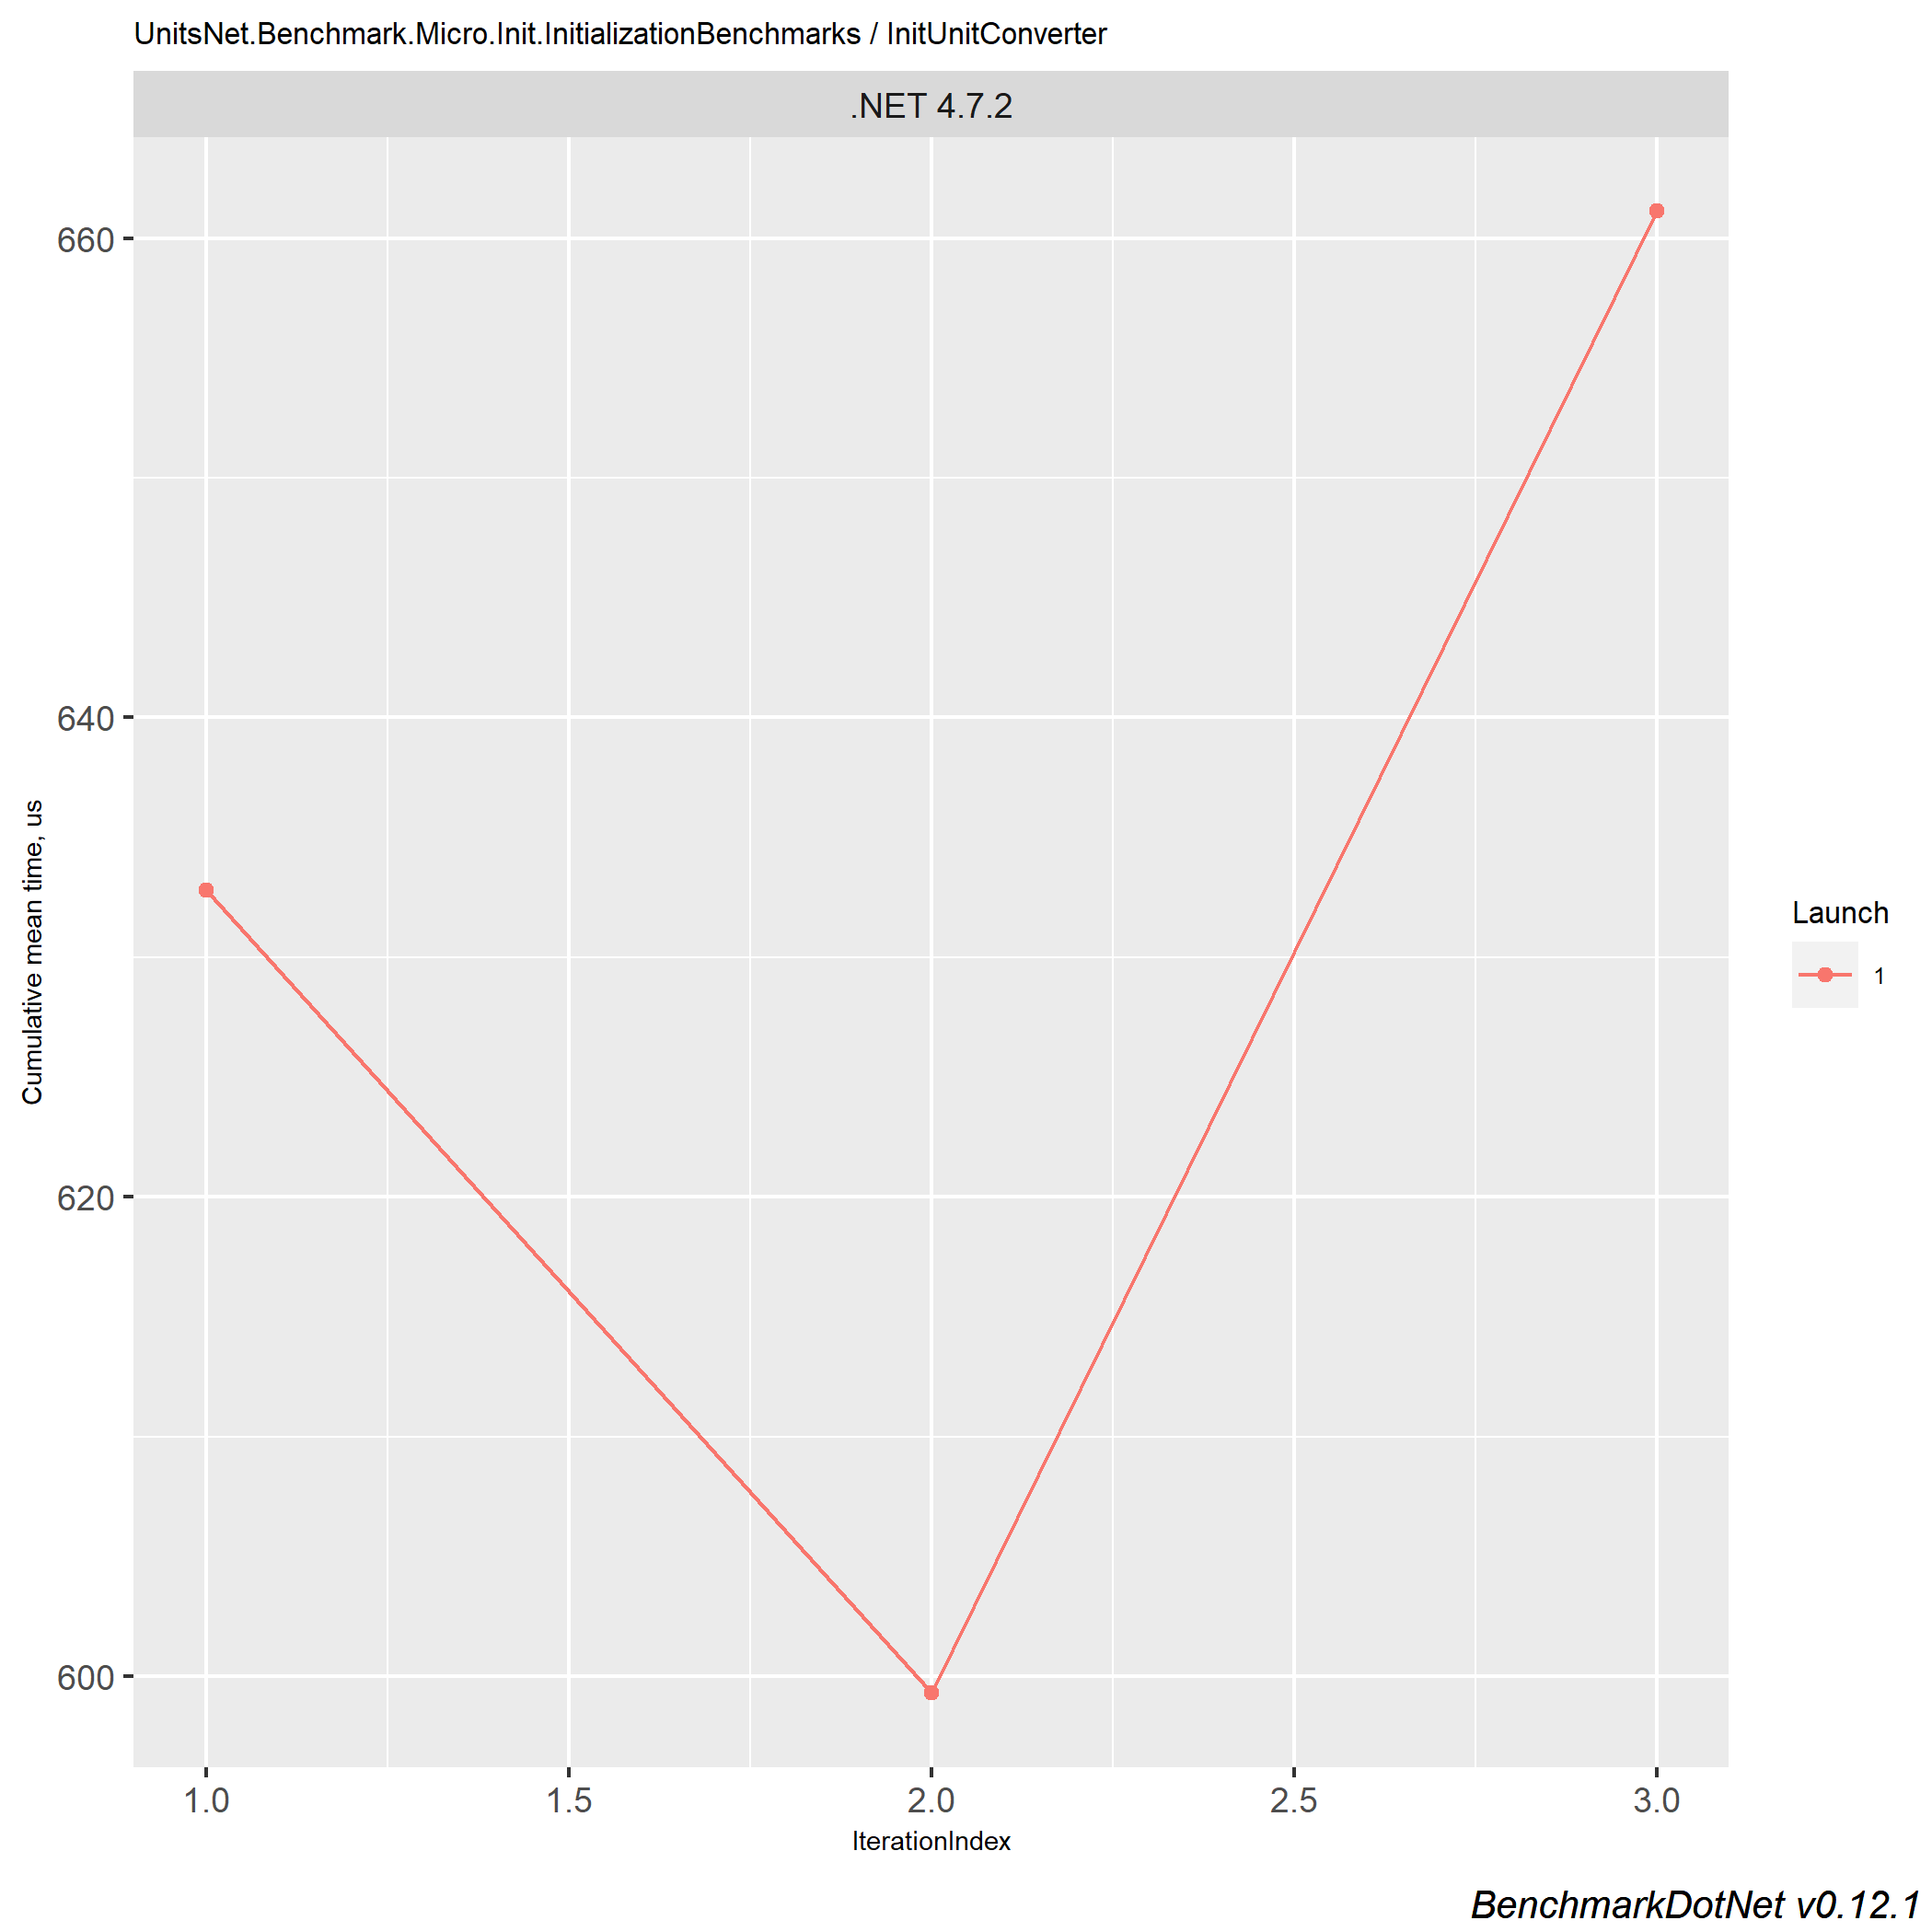 UnitsNet.Benchmark.Micro.Init.InitializationBenchmarks / InitUnitConverter
.NET 4.7.2
660
640
620
600
Cumulative mean time, us
1.0 1.5 2.0 2.5 3.0
IterationIndex
Launch
1
BenchmarkDotNet v0.12.1